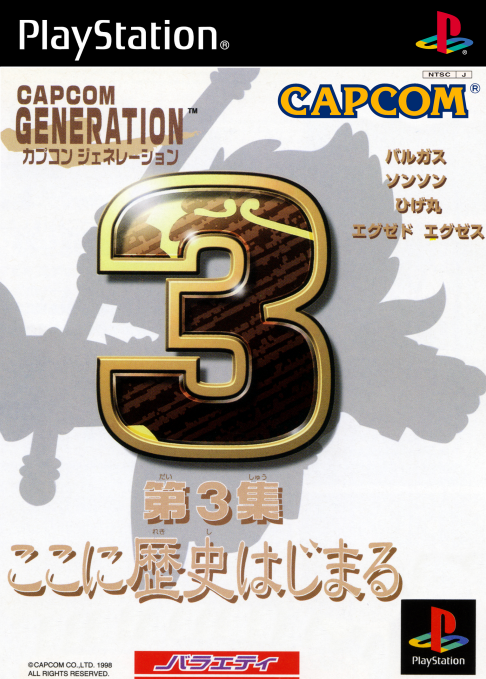 PlayStation®
NTSC J
CAPCOM
GENERATION™
カプコン ジェネレーション
CAPCOM®
バルガス
ソンソン
ひげ丸
エグゼド エグゼス
3
だい しゅう
第3集
れき し
ここに歴史はじまる
©CAPCOM CO.,LTD. 1998
ALL RIGHTS RESERVED.
バラエティ
PlayStation